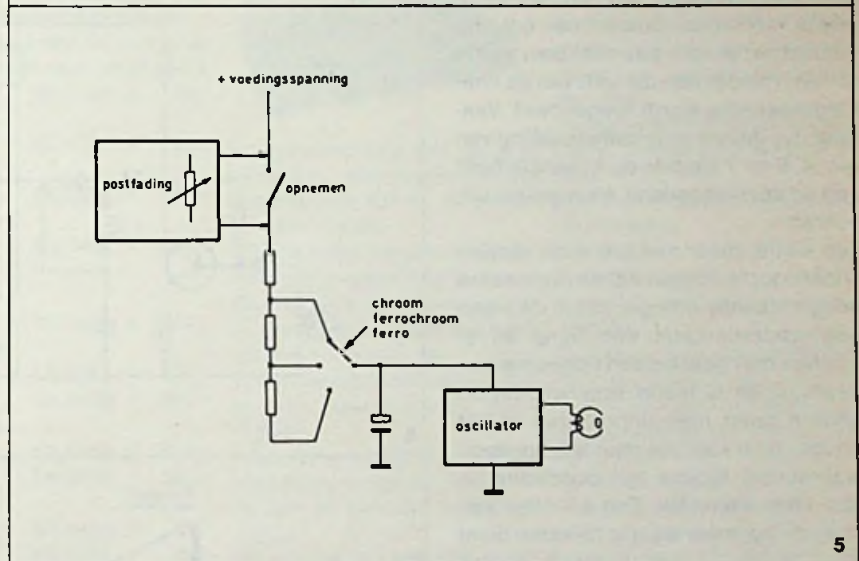 + voedingsspanning
postfading
opnemen
chroom
ferrochroom
ferro
oscillator
5